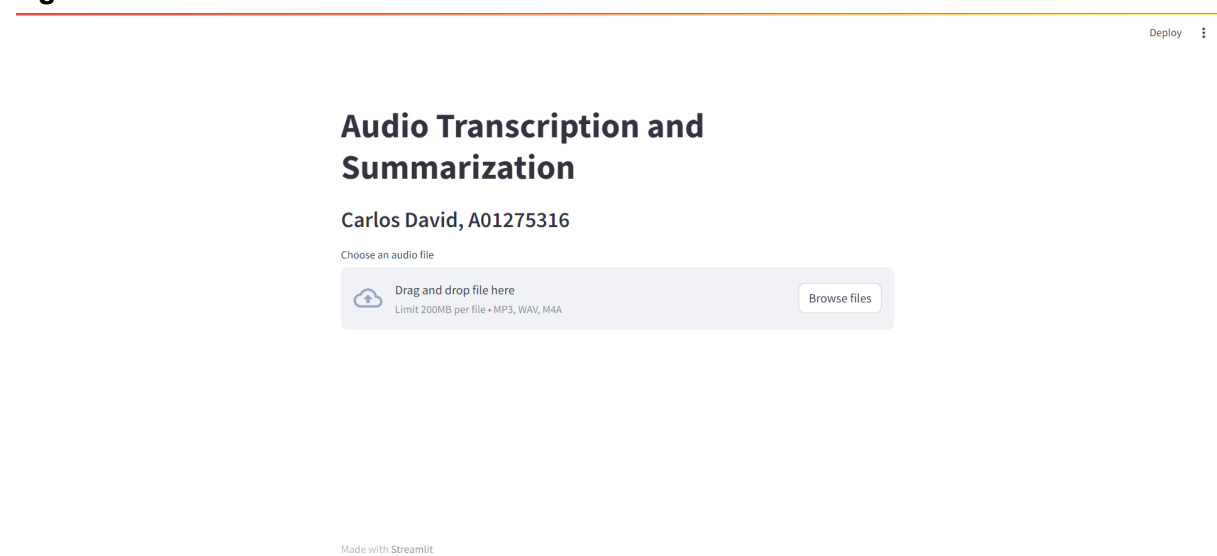 Deploy
Audio Transcription and
Summarization
Carlos David, A01275316
Choose an audio file
Drag and drop file here
Limit 200MB per file • MP3, WAV, M4A
Browse files
Made with Streamlit